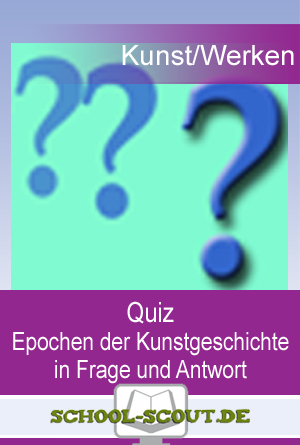 Kunst/Werken
? ? ?
Quiz
Epochen der Kunstgeschichte
in Frage und Antwort
SCHOOL-SCOUT.DE